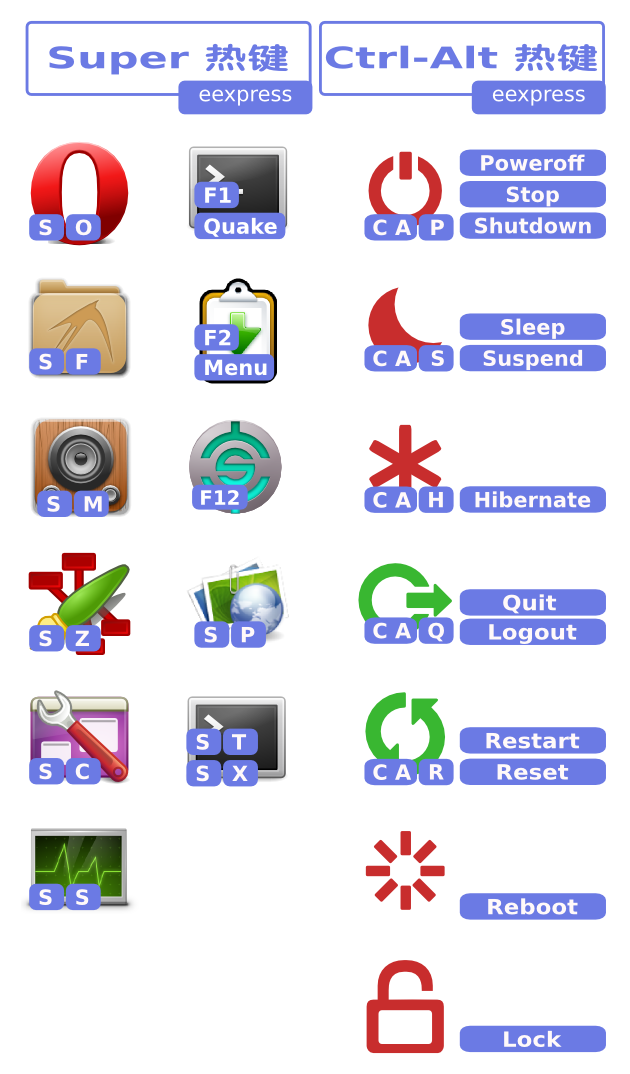 Super 热键
eexpress
S O
F1
Quake
S F
F2
Menu
S M
F12
S Z
S P
S C
S T
S X
S S
Ctrl-Alt 热键
eexpress
C A P
Poweroff
Stop
Shutdown
C A S
Sleep
Suspend
C A H
Hibernate
C A Q
Quit
Logout
C A R
Restart
Reset
Reboot
Lock